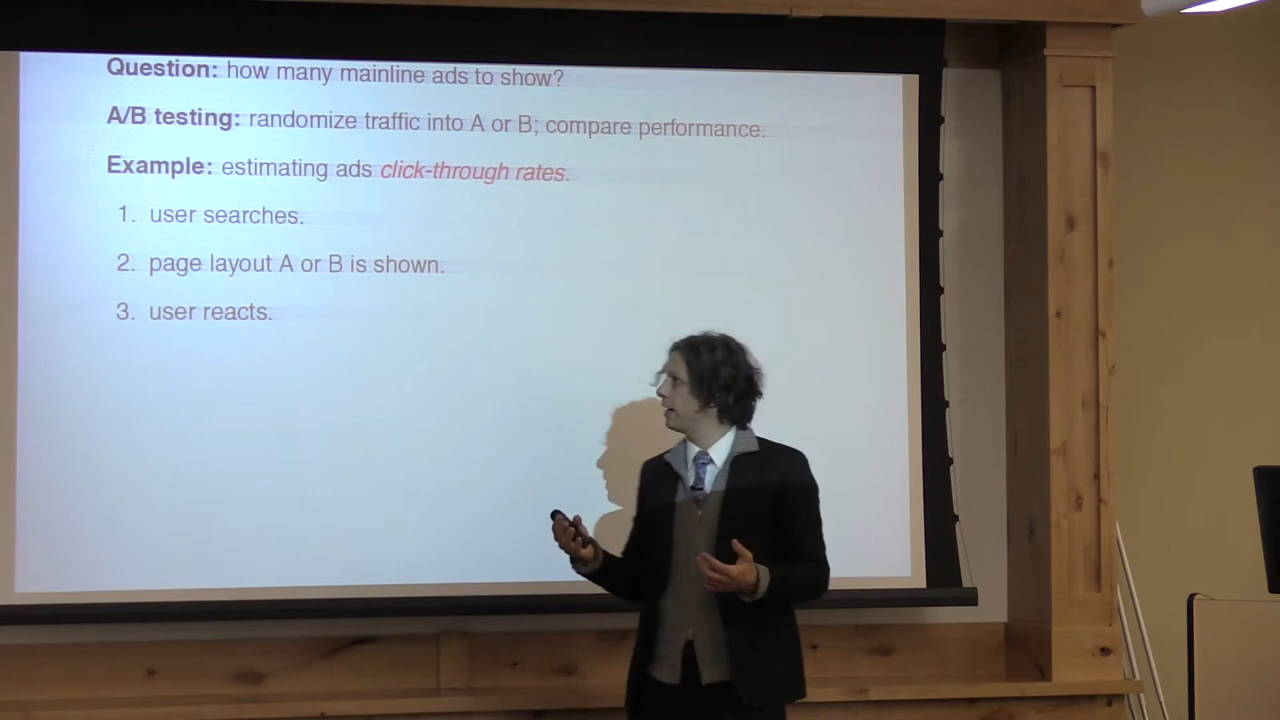 Question: how many mainline ads to show?
A/B testing: randomize traffic into A or B; compare performance.
Example: estimating ads click-through rates.
1. user searches.
2. page layout A or B is shown.
3. user reacts.